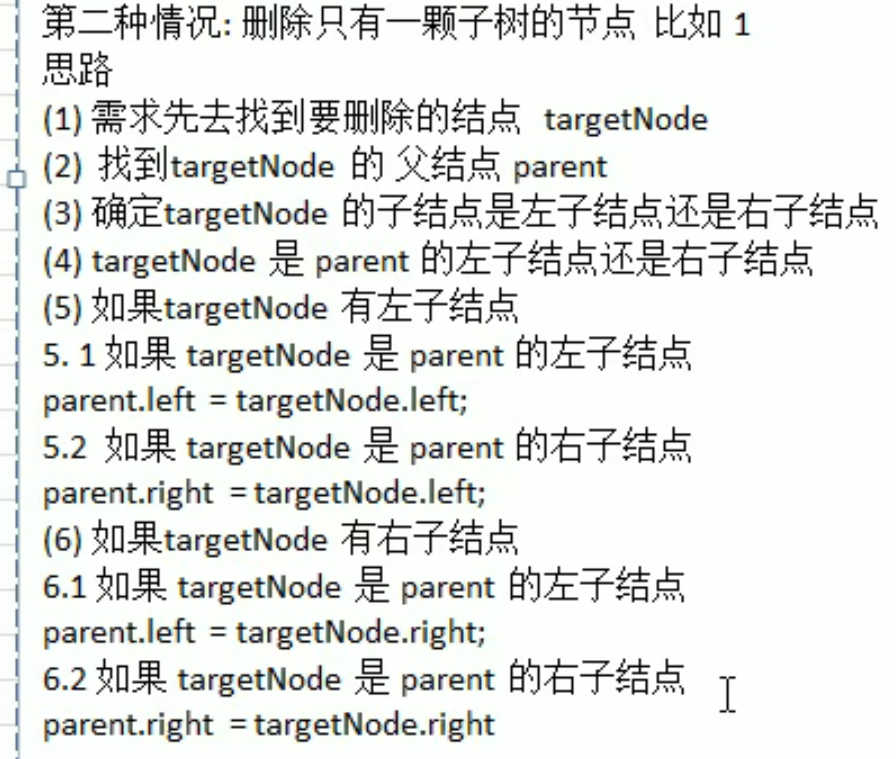 第二种情况: 删除只有一颗子树的节点 比如 1
思路
(1) 需求先去找到要删除的结点 targetNode
(2) 找到targetNode 的 父结点 parent
(3) 确定targetNode 的子结点是左子结点还是右子结点
(4) targetNode 是 parent 的左子结点还是右子结点
(5) 如果targetNode 有左子结点
5. 1 如果 targetNode 是 parent 的左子结点
parent.left = targetNode.left;
5.2 如果 targetNode 是 parent 的右子结点
parent.right = targetNode.left;
(6) 如果targetNode 有右子结点
6.1 如果 targetNode 是 parent 的左子结点
parent.left = targetNode.right;
6.2 如果 targetNode 是 parent 的右子结点
parent.right = targetNode.right